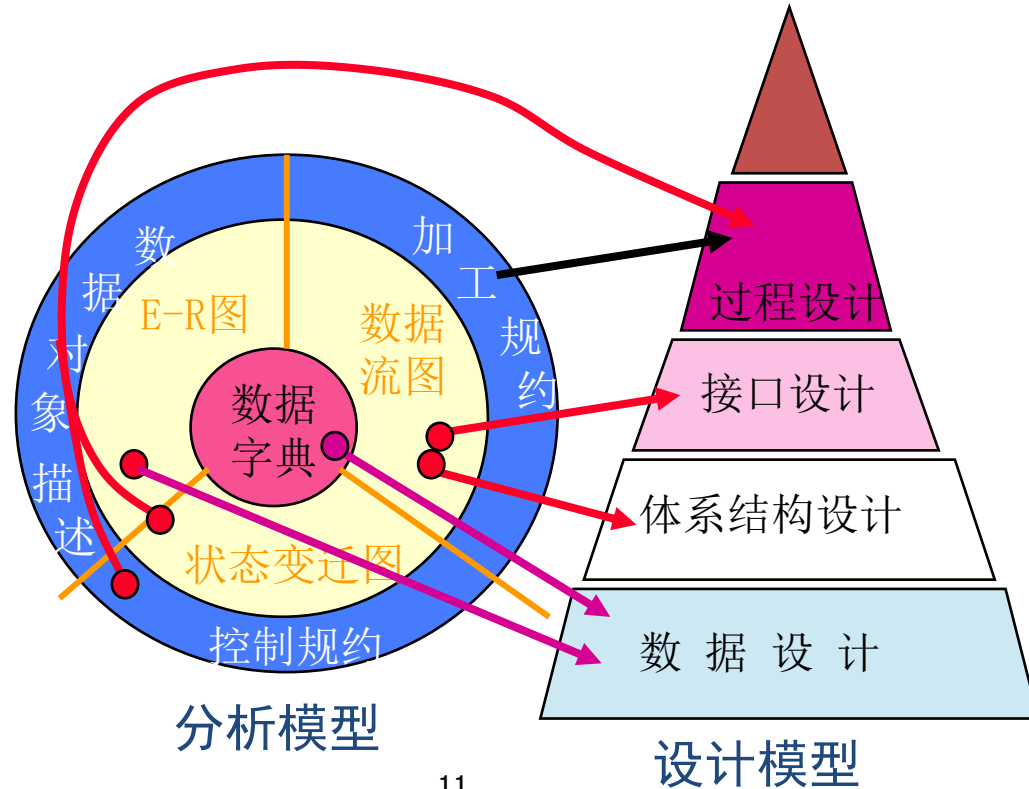 数据对象描述
加工规约
控制规约
E-R图
数据
流图
数据
字典
状态变迁图
分析模型
过程设计
接口设计
体系结构设计
数 据 设 计
设计模型
11